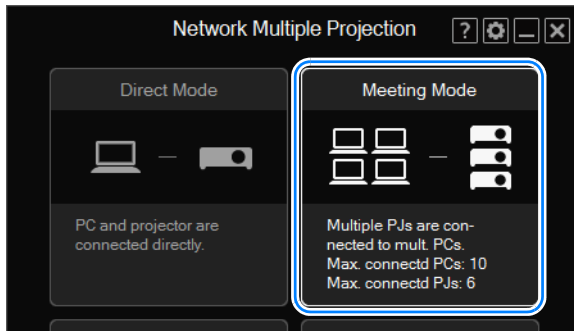 Network Multiple Projection
Direct Mode
PC and projector are
connected directly.
Meeting Mode
Multiple PJs are con-
nected to mult. PCs.
Max. connectd PCs: 10
Max. connectd PJs: 6